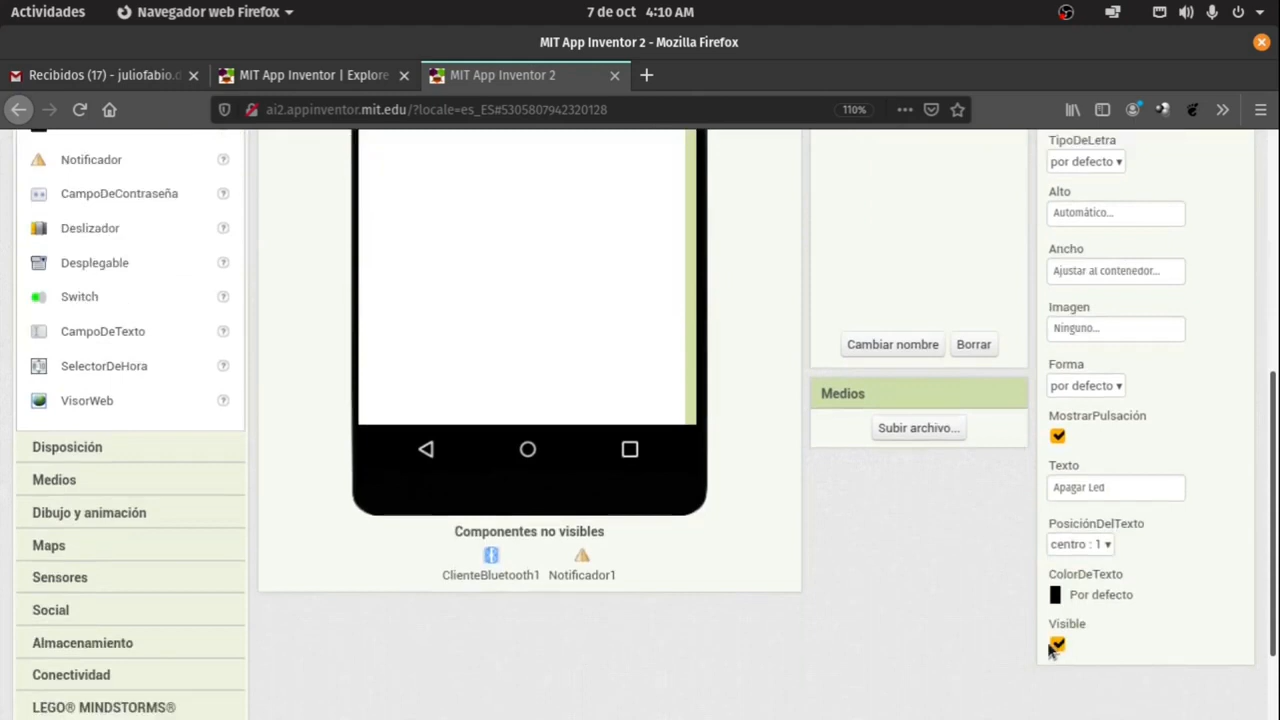 Actividades
Navegador web Firefox
7 de oct 4:10 AM
MIT App Inventor 2 - Mozilla Firefox
Recibidos (17) - juliofabio.d
MIT App Inventor | Explore
MIT App Inventor 2
ai2.appinventor.mit.edu/?locale=es_ES#5305807942320128
110%
Notificador
CampoDeContraseña
Deslizador
Desplegable
Switch
CampoDeTexto
SelectorDeHora
VisorWeb
Disposición
Medios
Dibujo y animación
Maps
Sensores
Social
Almacenamiento
Conectividad
LEGO® MINDSTORMS®
Componentes no visibles
ClienteBluetooth1
Notificador1
Cambiar nombre
Borrar
Medios
Subir archivo...
TipoDeLetra
por defecto
Alto
Automático...
Ancho
Ajustar al contenedor...
Imagen
Ninguno...
Forma
por defecto
MostrarPulsación
Texto
Apagar Led
PosiciónDelTexto
centro : 1
ColorDeTexto
Por defecto
Visible